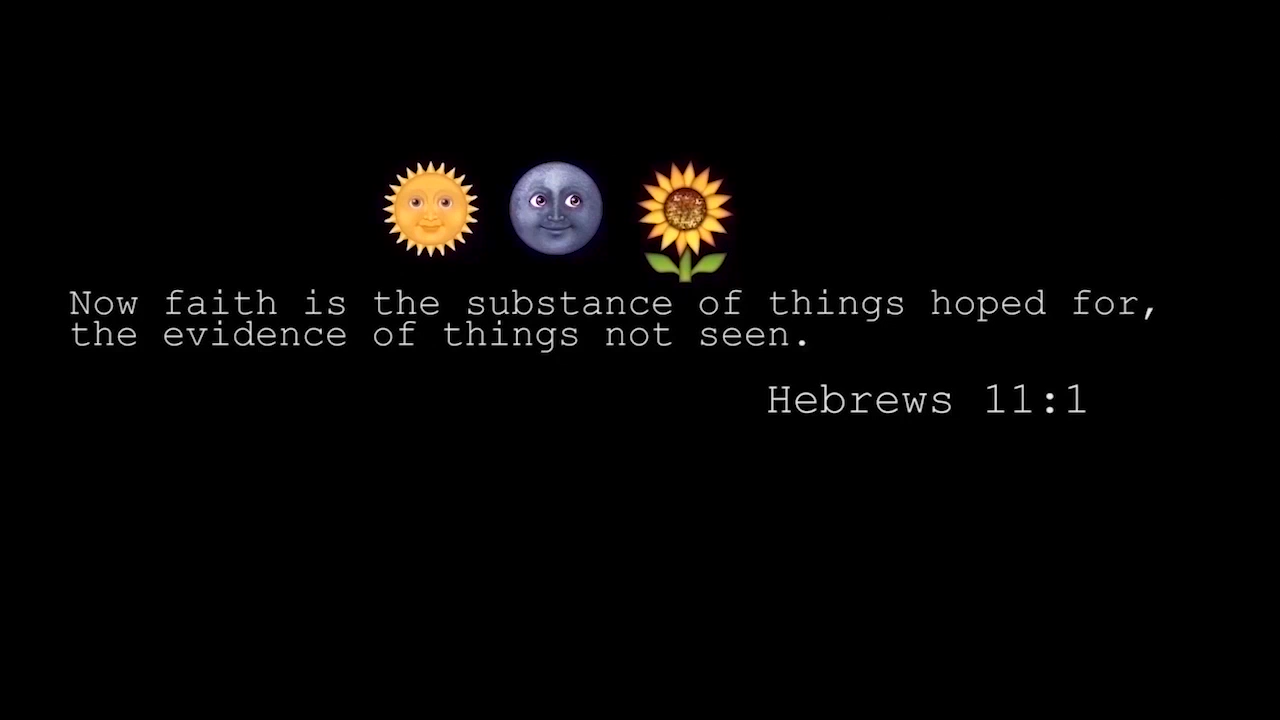 Now faith is the substance of things hoped for,
the evidence of things not seen.
Hebrews 11:1